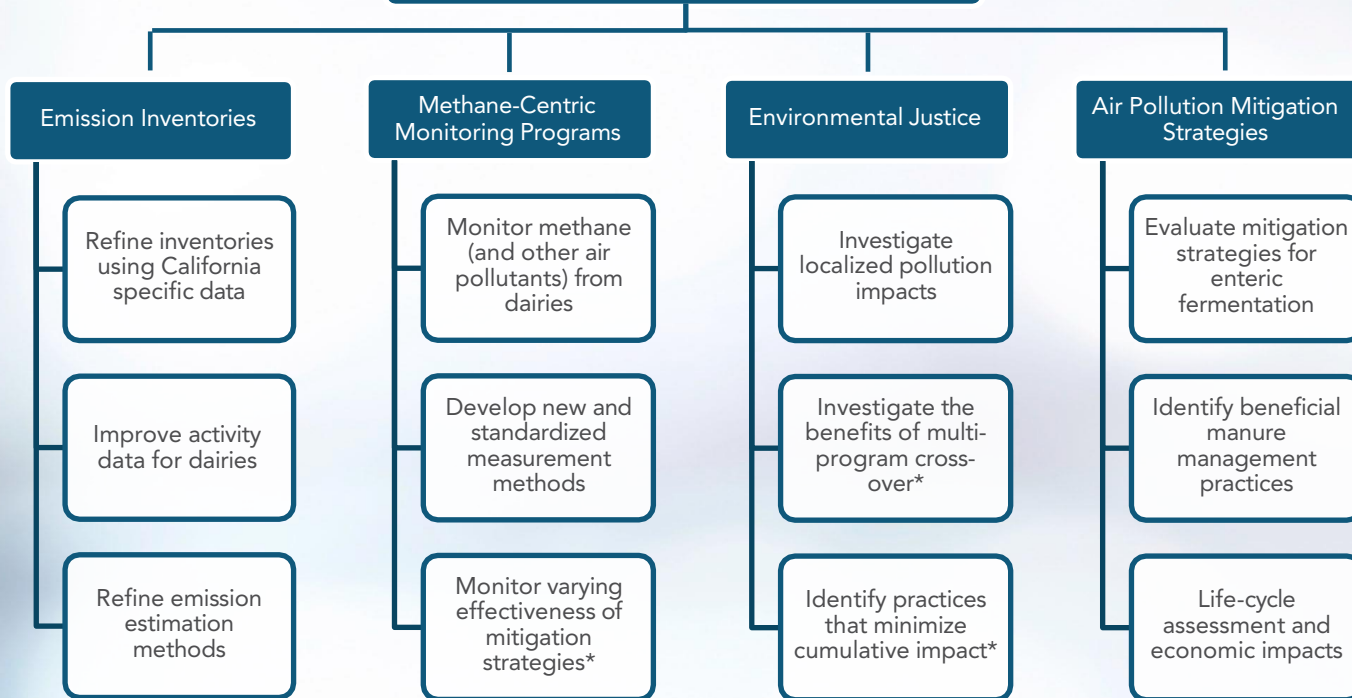 Emission Inventories
Refine inventories
using California
specific data
Improve activity
data for dairies
Refine emission
estimation
methods
Methane-Centric
Monitoring Programs
Monitor methane
(and other air
pollutants) from
dairies
Develop new and
standardized
measurement
methods
Monitor varying
effectiveness of
mitigation
strategies*
Environmental Justice
Investigate
localized pollution
impacts
Investigate the
benefits of multi-
program cross-
over*
Identify practices
that minimize
cumulative impact*
Air Pollution Mitigation
Strategies
Evaluate mitigation
strategies for
enteric
fermentation
Identify beneficial
manure
management
practices
Life-cycle
assessment and
economic impacts